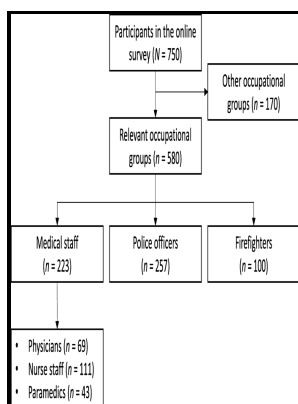 Participants in the online
survey (N = 750)
Other occupational
groups (n = 170)
Relevant occupational
groups (n = 580)
Medical staff
(n = 223)
Police officers
(n = 257)
Firefighters
(n = 100)
• Physicians (n = 69)
• Nurse staff (n = 111)
• Paramedics (n = 43)